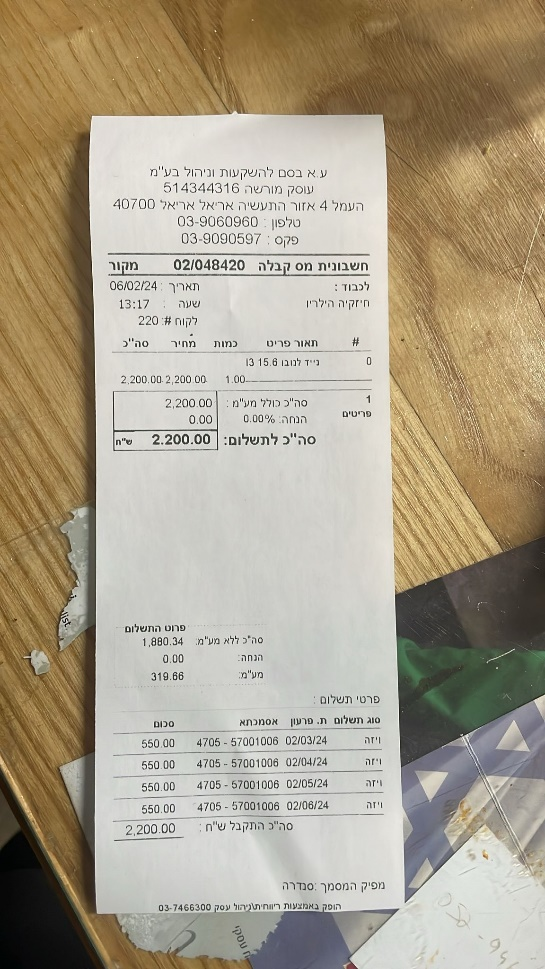 ע.א בסם להשקעות וניהול בע"מ
עוסק מורשה 514344316
העמל 4 אזור התעשיה אריאל אריאל 40700
טלפון : 03-9060960
פקס : 03-9090597
חשבונית מס קבלה 02/048420 מקור
לכבוד : תאריך : 06/02/24
חיזקיה הילריו שעה : 13:17
לקוח #: 220
# תאור פריט כמות מחיר סה"כ
0 נייד לנובו 15.6 I3
1.00 2,200.00 2,200.00
1 סה"כ כולל מע"מ : 2,200.00
פריטים הנחה: 0.00% 0.00
סה"כ לתשלום: 2.200.00 ש"ח
פרוט התשלום
סה"כ ללא מע"מ: 1,880.34
הנחה: 0.00
מע"מ: 319.66
פרטי תשלום :
סוג תשלום ת. פרעון אסמכתא סכום
ויזה 02/03/24 4705 - 57001006 550.00
ויזה 02/04/24 4705 - 57001006 550.00
ויזה 02/05/24 4705 - 57001006 550.00
ויזה 02/06/24 4705 - 57001006 550.00
סה"כ התקבל ש"ח : 2,200.00
מפיק המסמך :סנדרה
הופק באמצעות ריווחית\ניהול עסק 03-7466300